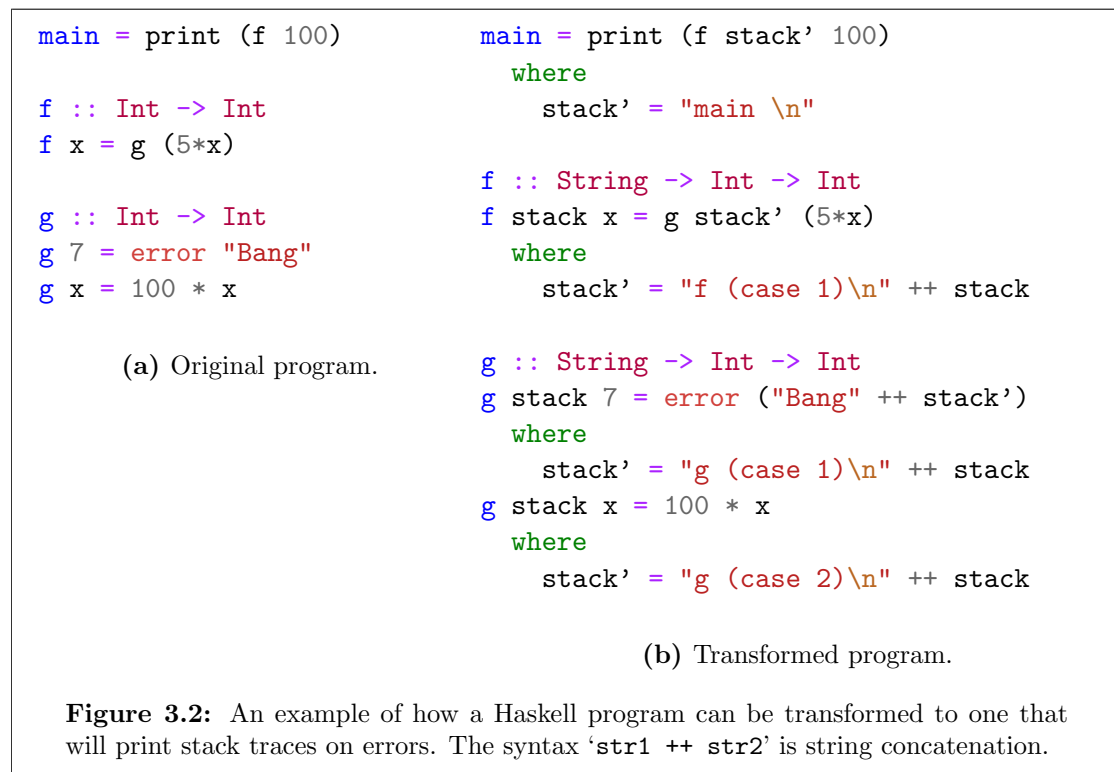 main = print (f 100)

f :: Int -> Int
f x = g (5*x)

g :: Int -> Int
g 7 = error "Bang"
g x = 100 * x

(a) Original program.

main = print (f stack’ 100)
  where
    stack’ = "main \n"

f :: String -> Int -> Int
f stack x = g stack’ (5*x)
  where
    stack’ = "f (case 1)\n" ++ stack

g :: String -> Int -> Int
g stack 7 = error ("Bang" ++ stack’)
  where
    stack’ = "g (case 1)\n" ++ stack
g stack x = 100 * x
  where
    stack’ = "g (case 2)\n" ++ stack

(b) Transformed program.

Figure 3.2: An example of how a Haskell program can be transformed to one that
will print stack traces on errors. The syntax ‘str1 ++ str2’ is string concatenation.